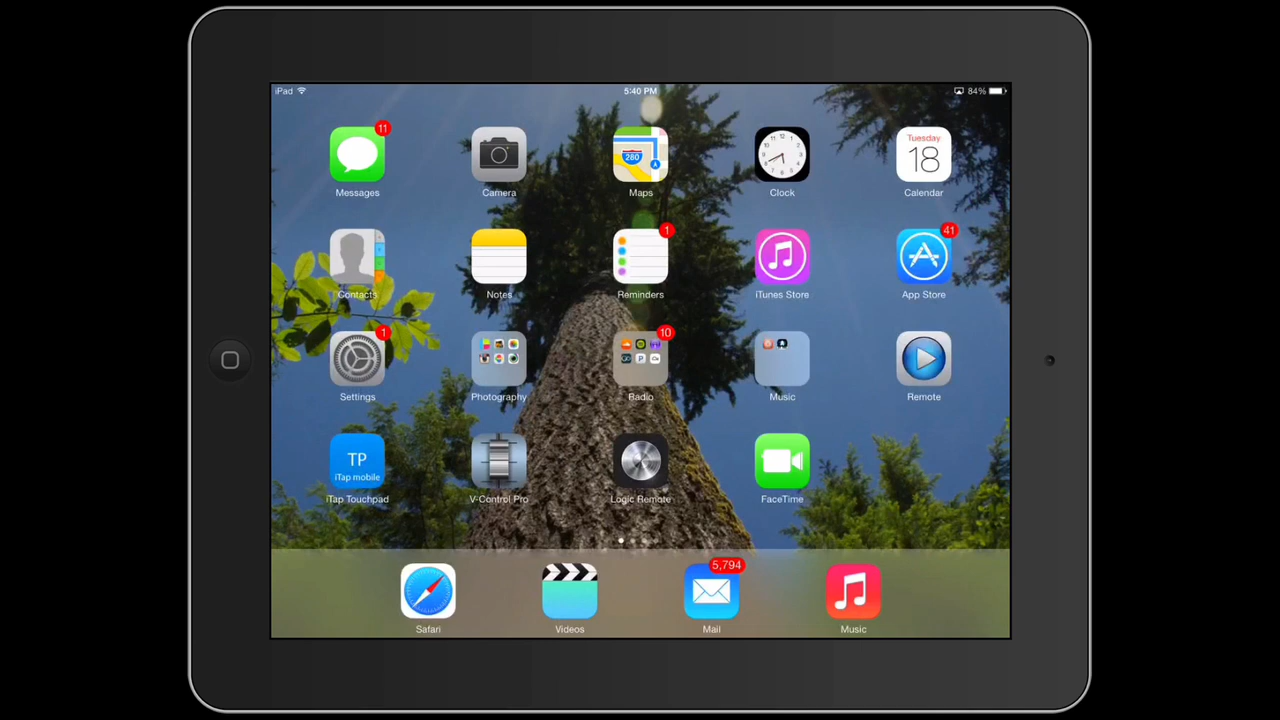 iPad
5:40 PM
84%
11
Messages
Camera
280
Maps
Clock
Tuesday
18
Calendar
Contacts
Notes
1
Reminders
iTunes Store
41
App Store
1
Settings
Photography
10
Radio
Music
Remote
TP
iTap mobile
iTap Touchpad
V-Control Pro
Logic Remote
FaceTime
Safari
Videos
5,794
Mail
Music